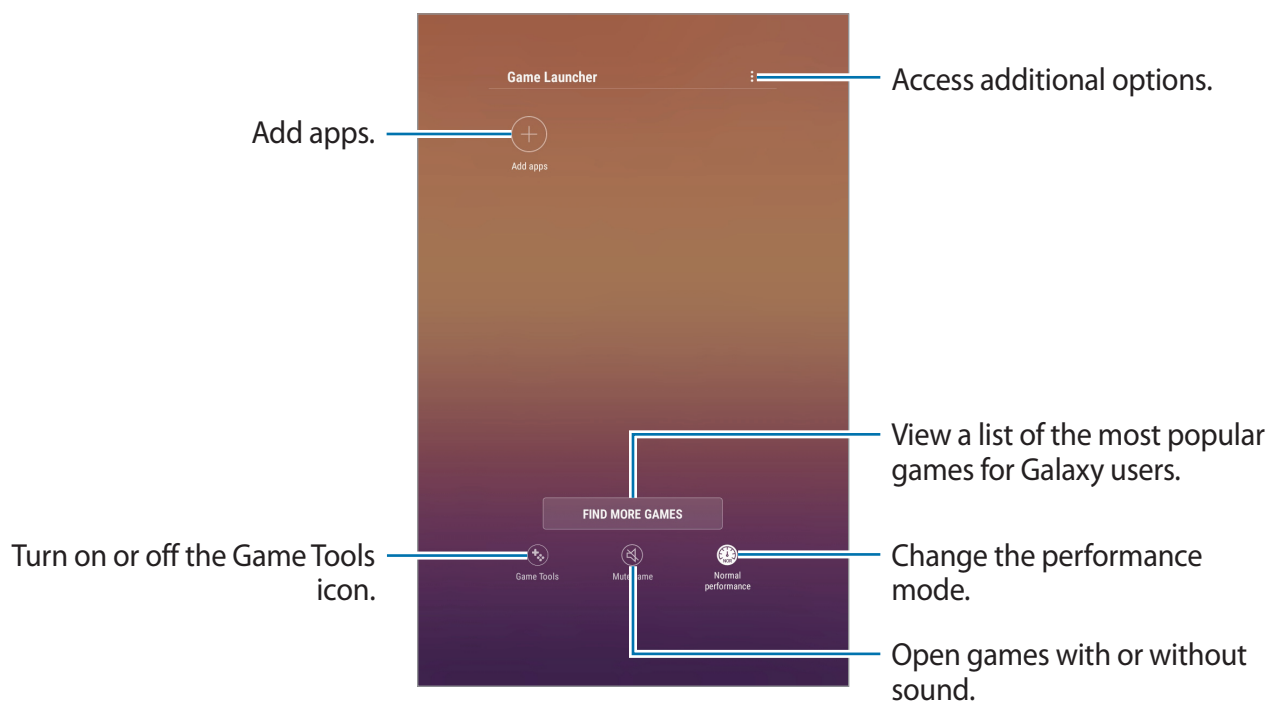 Game Launcher
Access additional options.
Add apps.
Add apps
View a list of the most popular
games for Galaxy users.
FIND MORE GAMES
Turn on or off the Game Tools
icon.
Game Tools
Mute game
Normal
performance
Change the performance
mode.
Open games with or without
sound.